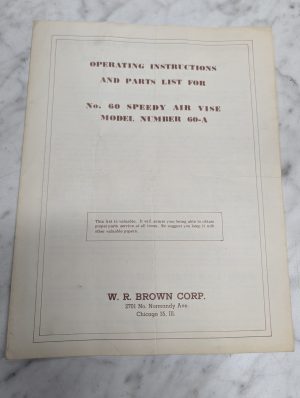 OPERATING INSTRUCTIONS
AND PARTS LIST FOR
No. 60 SPEEDY AIR VISE
MODEL NUMBER 60-A
This list is valuable. It will assure you being able to obtain
proper parts service at all times. We suggest you keep it with
other valuable papers.
W. R. BROWN CORP.
2701 No. Normandy Ave.
Chicago 35, Ill.